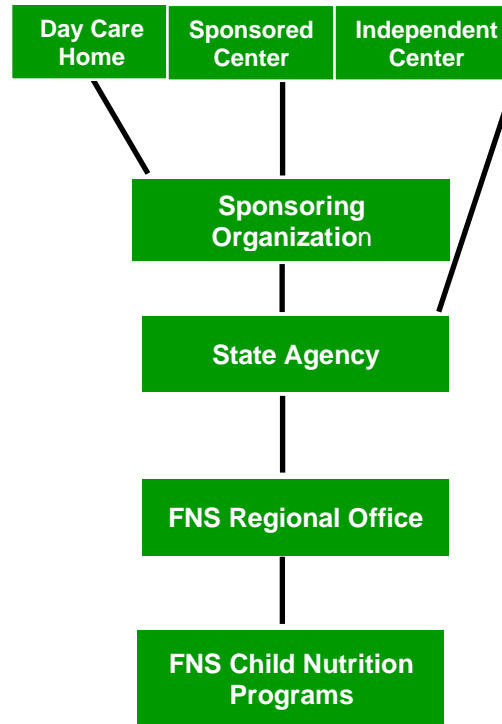 Day Care
Home
Sponsored
Center
Independent
Center
Sponsoring
Organization
State Agency
FNS Regional Office
FNS Child Nutrition
Programs